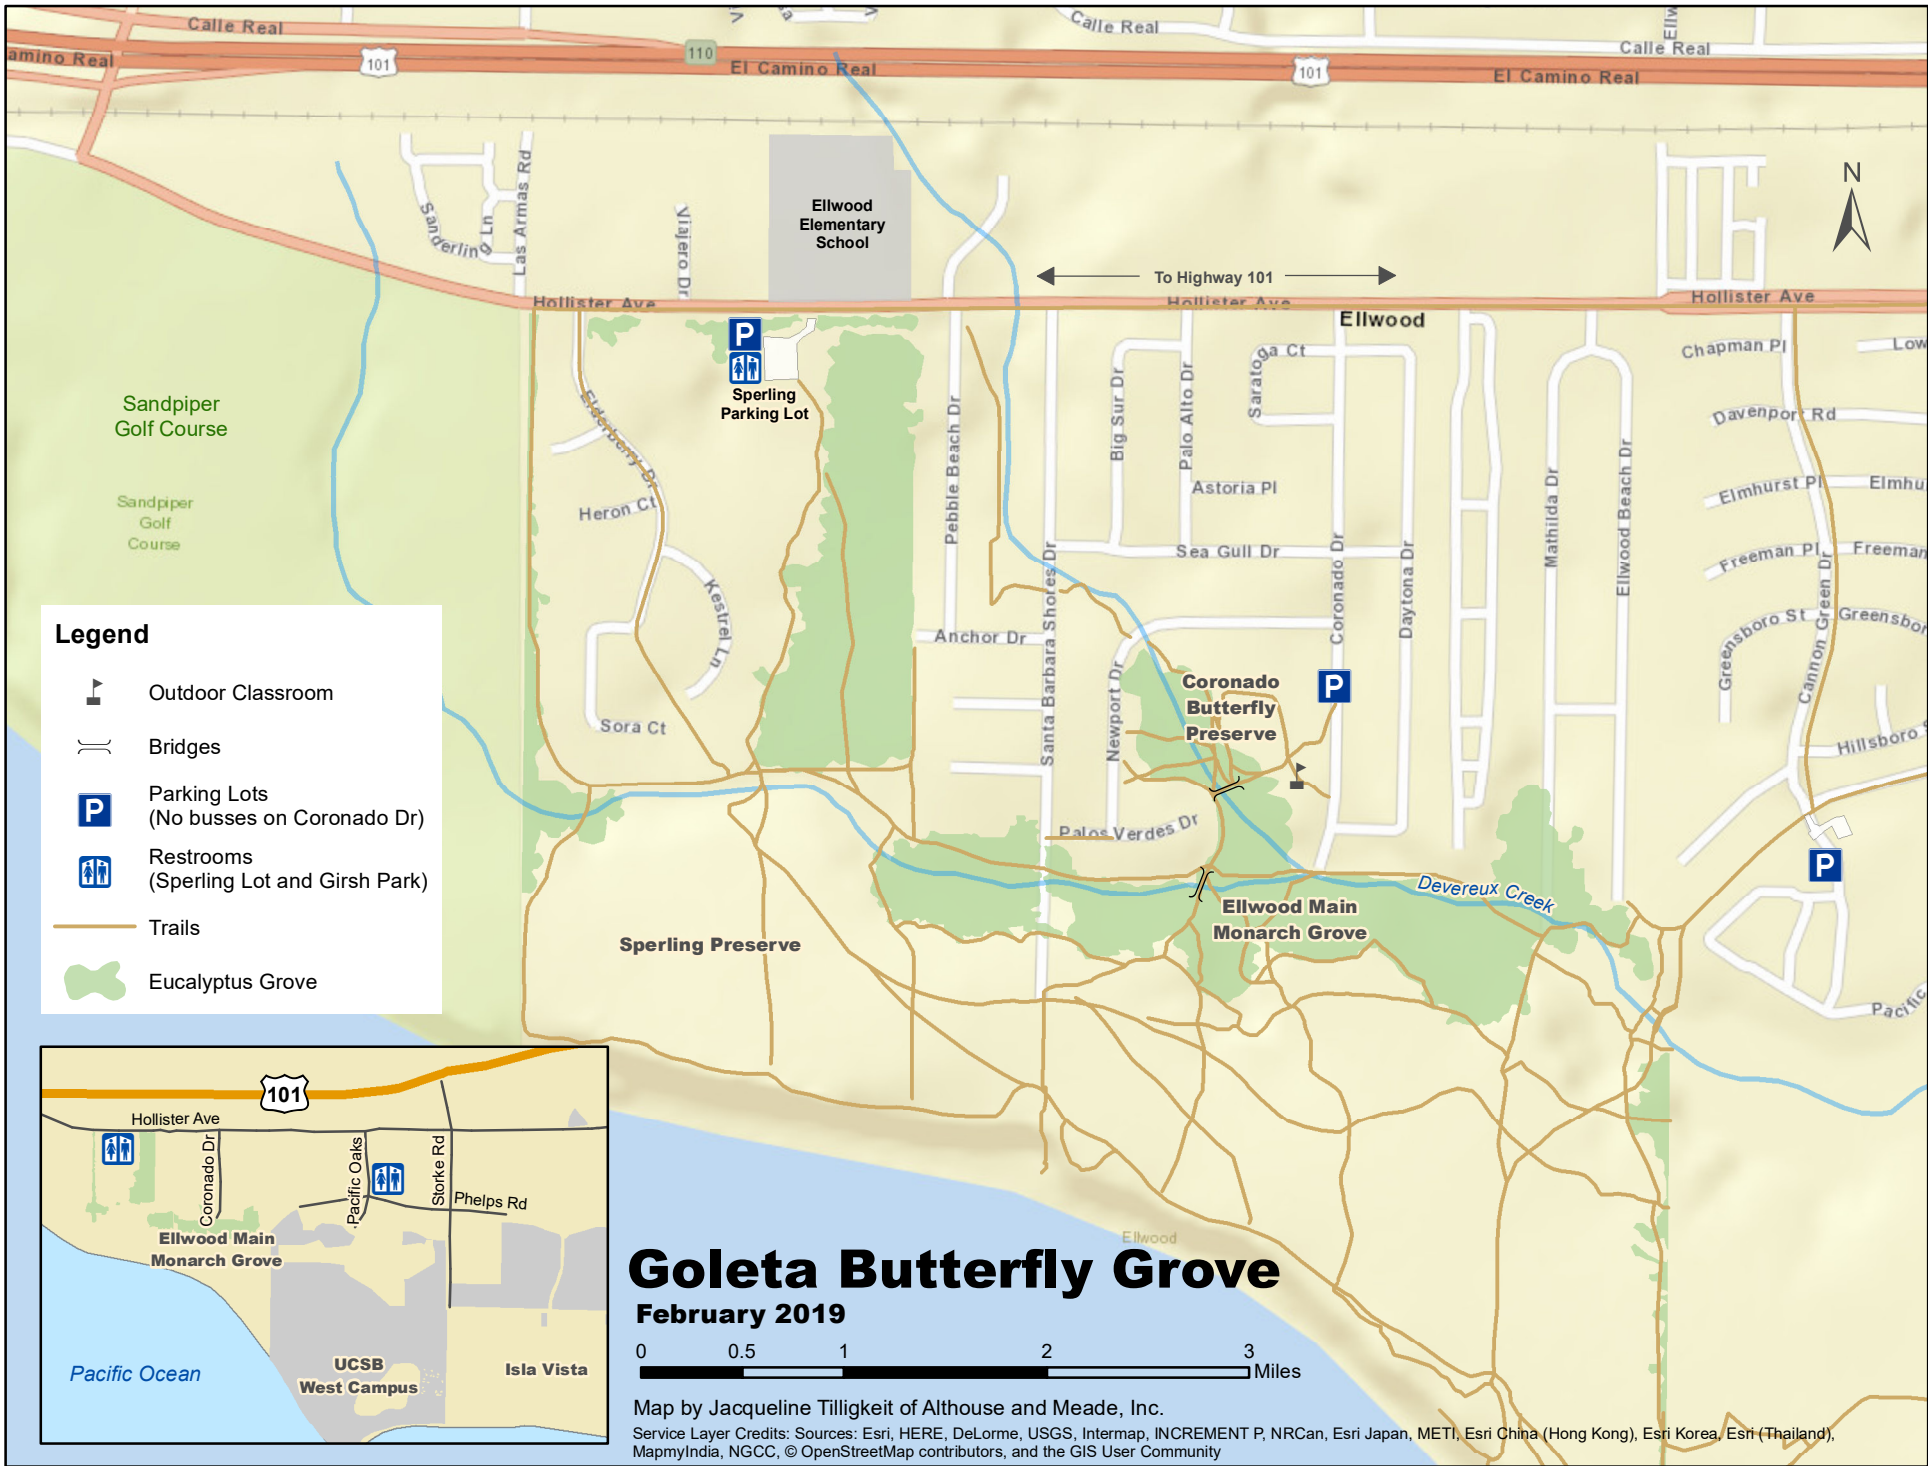 Calle Real
Calle Real
Calle Real
amino Real
101
110
El Camino Real
101
El Camino Real
N
Sanderling Ln
Las Armas Rd
Viajero Dr
Ellwood
Elementary
School
To Highway 101
Hollister Ave
Hollister Ave
Hollister Ave
Ellwood
P
Sperling
Parking Lot
Sandpiper
Golf Course
Sandpiper
Golf
Course
Elderberry Dr
Heron Ct
Kestrel Ln
Sora Ct
Pebble Beach Dr
Anchor Dr
Santa Barbara Shores Dr
Big Sur Dr
Palo Alto Dr
Saratoga Ct
Astoria Pl
Sea Gull Dr
Coronado Dr
Daytona Dr
Mathilda Dr
Ellwood Beach Dr
Chapman Pl
Low
Davenport Rd
Elmhurst Pl
Elmhu
Freeman Pl
Freeman
Greensboro St
Greensbor
Cannon Green Dr
Hillsboro
Pacific
Newport Dr
Palos Verdes Dr
Coronado
Butterfly
Preserve
P
P
Devereux Creek
Ellwood Main
Monarch Grove
Sperling Preserve
Legend
Outdoor Classroom
Bridges
P
Parking Lots
(No busses on Coronado Dr)
Restrooms
(Sperling Lot and Girsh Park)
Trails
Eucalyptus Grove
101
Hollister Ave
Coronado Dr
Pacific Oaks
Storke Rd
Phelps Rd
Ellwood Main
Monarch Grove
Pacific Ocean
UCSB
West Campus
Isla Vista
Ellwood
Goleta Butterfly Grove
February 2019
0 0.5 1 2 3
Miles
Map by Jacqueline Tilligkeit of Althouse and Meade, Inc.
Service Layer Credits: Sources: Esri, HERE, DeLorme, USGS, Intermap, INCREMENT P, NRCan, Esri Japan, METI, Esri China (Hong Kong), Esri Korea, Esri (Thailand),
MapmyIndia, NGCC, © OpenStreetMap contributors, and the GIS User Community